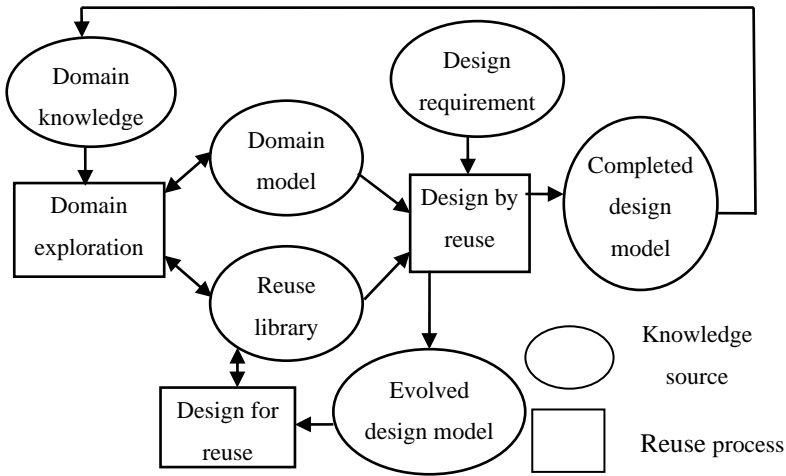 Domain
knowledge
Design
requirement
Domain
model
Completed
design
model
Domain
exploration
Design by
reuse
Reuse
library
Knowledge
source
Evolved
design model
Design for
reuse
Reuse process